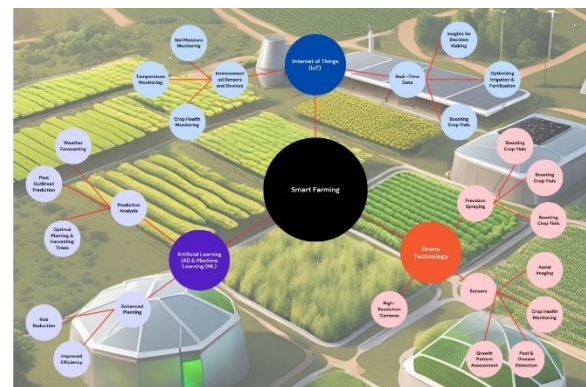 Soil Moisture
Monitoring
Temperature
Monitoring
Crop Health
Monitoring
Interconnect
ed Sensors
and Devices
Internet of Things
(IoT)
Real-Time
Data
Insights for
Decision
Making
Optimizing
Irrigation &
Fertilization
Boosting
Crop Yiels
Smart Farming
Weather
Forecasting
Pest
OutBreak
Prediction
Optimal
Planting &
Harvesting
Times
Predictive
Analysis
Artificial Learning
(AI) & Machine
Learning (ML)
Enhanced
Planning
Risk
Reduction
Improved
Efficiency
Drone
Technology
High-
Resolution
Cameras
Precision
Spraying
Boosting
Crop Yiels
Boosting
Crop Yiels
Boosting
Crop Yiels
Sensors
Aerial
Imaging
Crop Health
Monitoring
Pest &
Disease
Detection
Growth
Pattern
Assessment